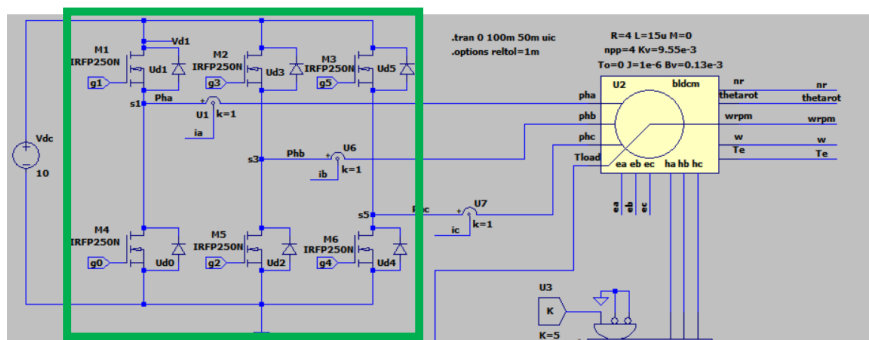 .tran 0 100m 50m uic
.options reltol=1m
R=4 L=15u M=0
npp=4 Kv=9.55e-3
To=0 J=1e-6 Bv=0.13e-3
Vd1
M1
IRFP250N
Ud1
g1
M2
IRFP250N
Ud3
g3
M3
IRFP250N
Ud5
g5
s1
Pha
U1
k=1
ia
s3
Phb
U6
k=1
ib
s5
U7
k=1
ic
Vdc
10
M4
IRFP250N
Ud0
g0
M5
IRFP250N
Ud2
g2
M6
IRFP250N
Ud4
g4
U2
bldcm
pha
phb
phc
Tload
nr
thetarot
wrpm
w
Te
nr
thetarot
wrpm
w
Te
ea eb ec
ha hb hc
ea
eb
ec
U3
K
K=5